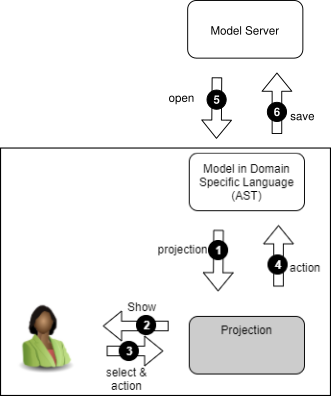 Model Server
open
5
6
save
Model in Domain
Specific Language
(AST)
projection
1
4
action
Show
2
3
select &
action
Projection